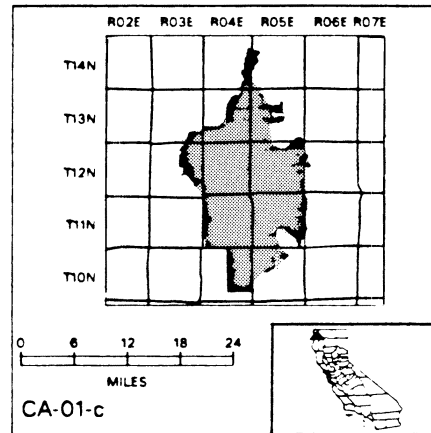 R02E R03E R04E R05E R06E R07E
T14N
T13N
T12N
T11N
T10N
0 6 12 18 24
MILES
CA-01-c